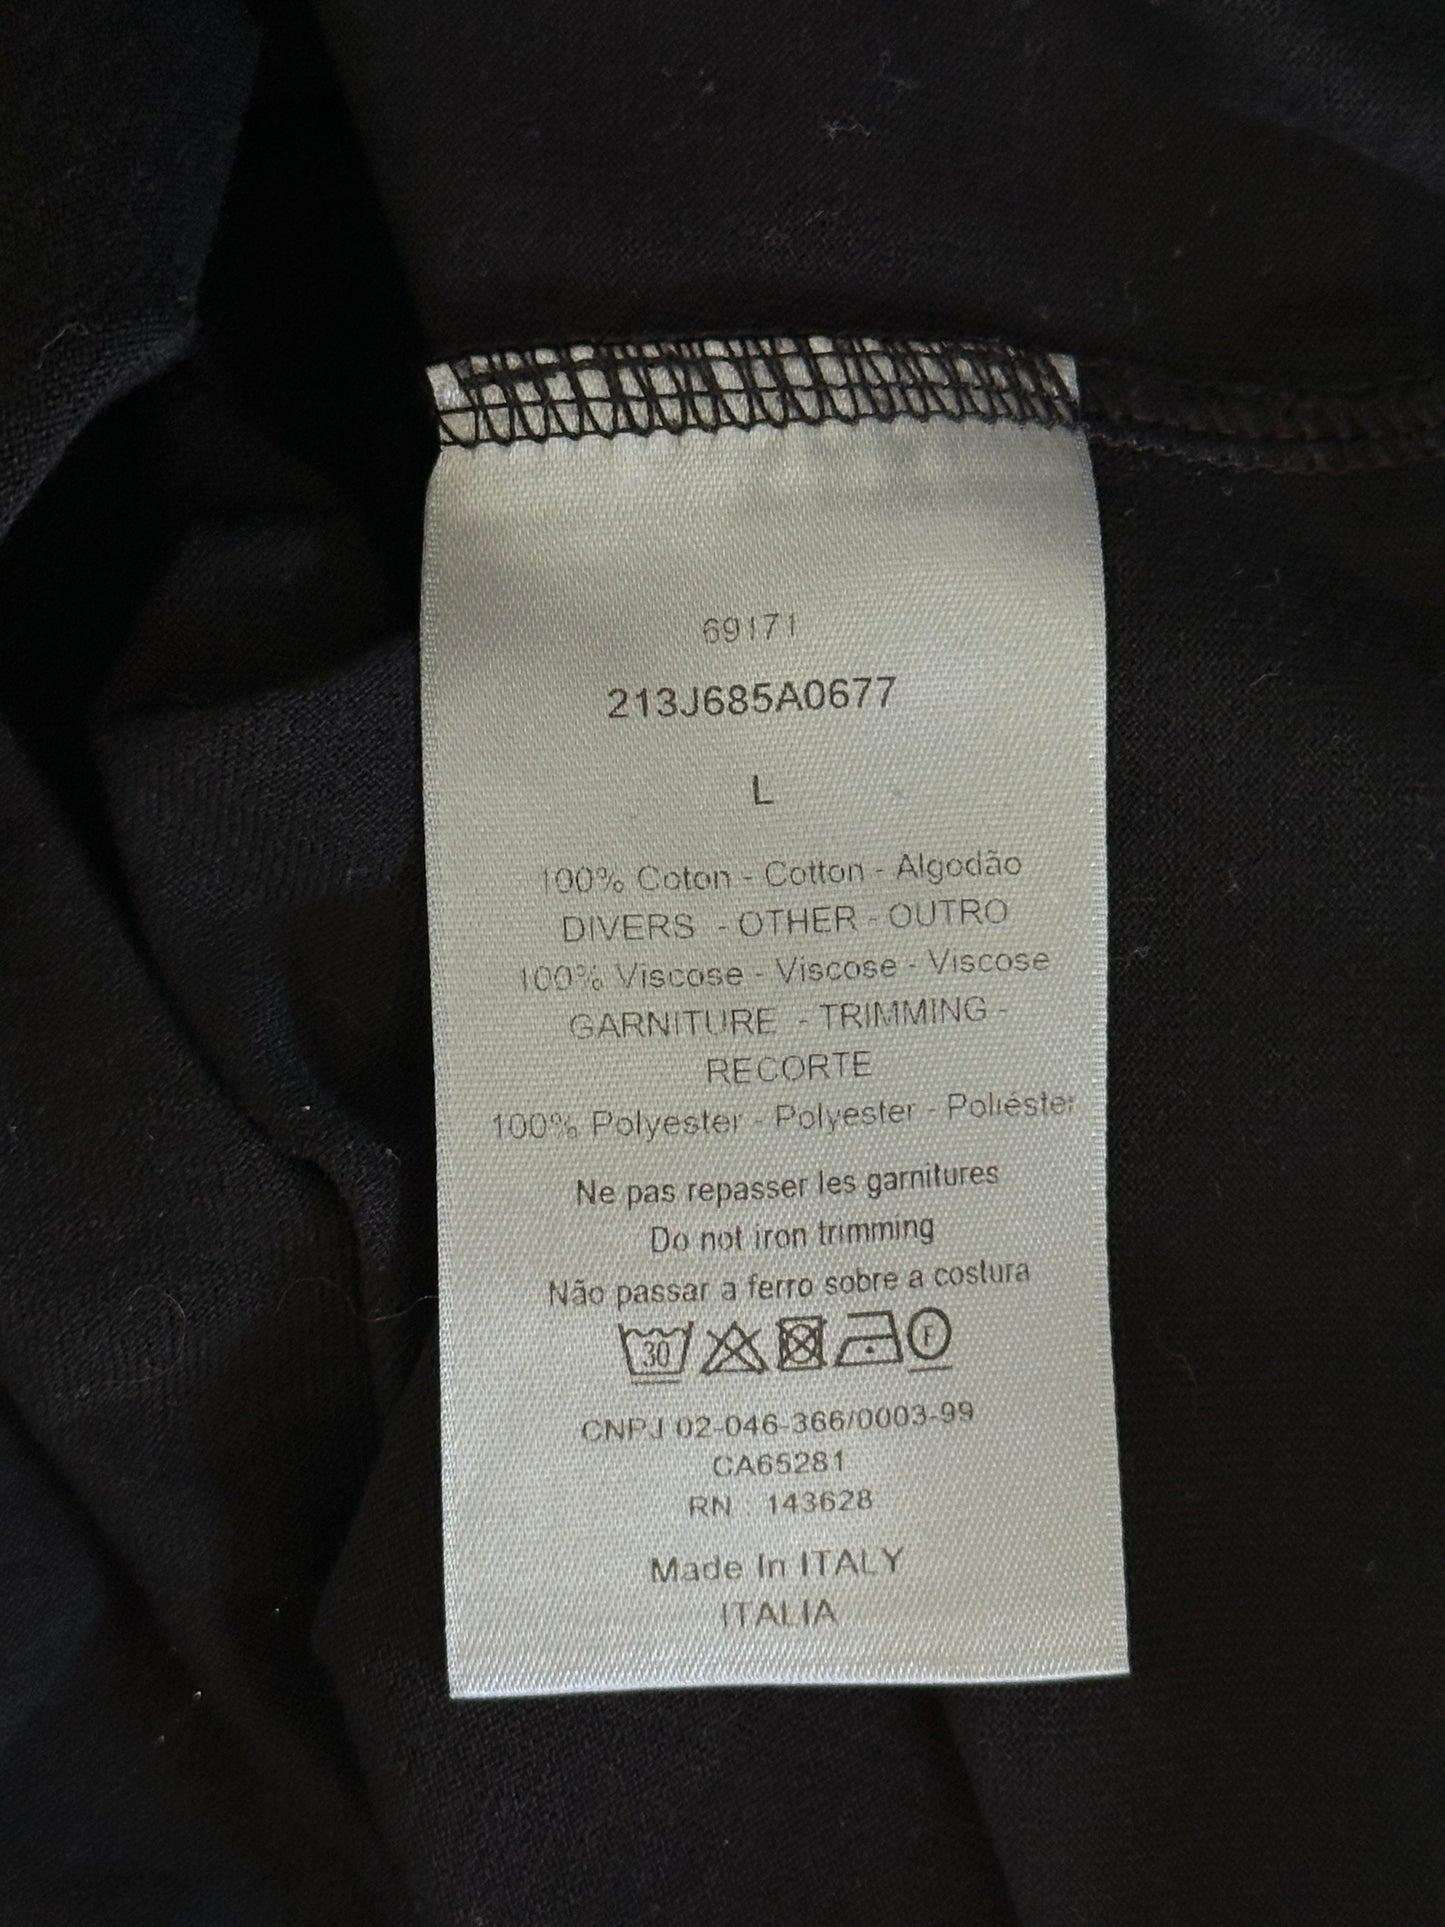 69171
213J685A0677
L
100% Coton - Cotton - Algodão
DIVERS - OTHER - OUTRO
100% Viscose - Viscose - Viscose
GARNITURE - TRIMMING -
RECORTE
100% Polyester - Polyester - Poliéster
Ne pas repasser les garnitures
Do not iron trimming
Não passar a ferro sobre a costura
30 F
CNPJ 02-046-366/0003-99
CA65281
RN : 143628
Made In ITALY
ITALIA